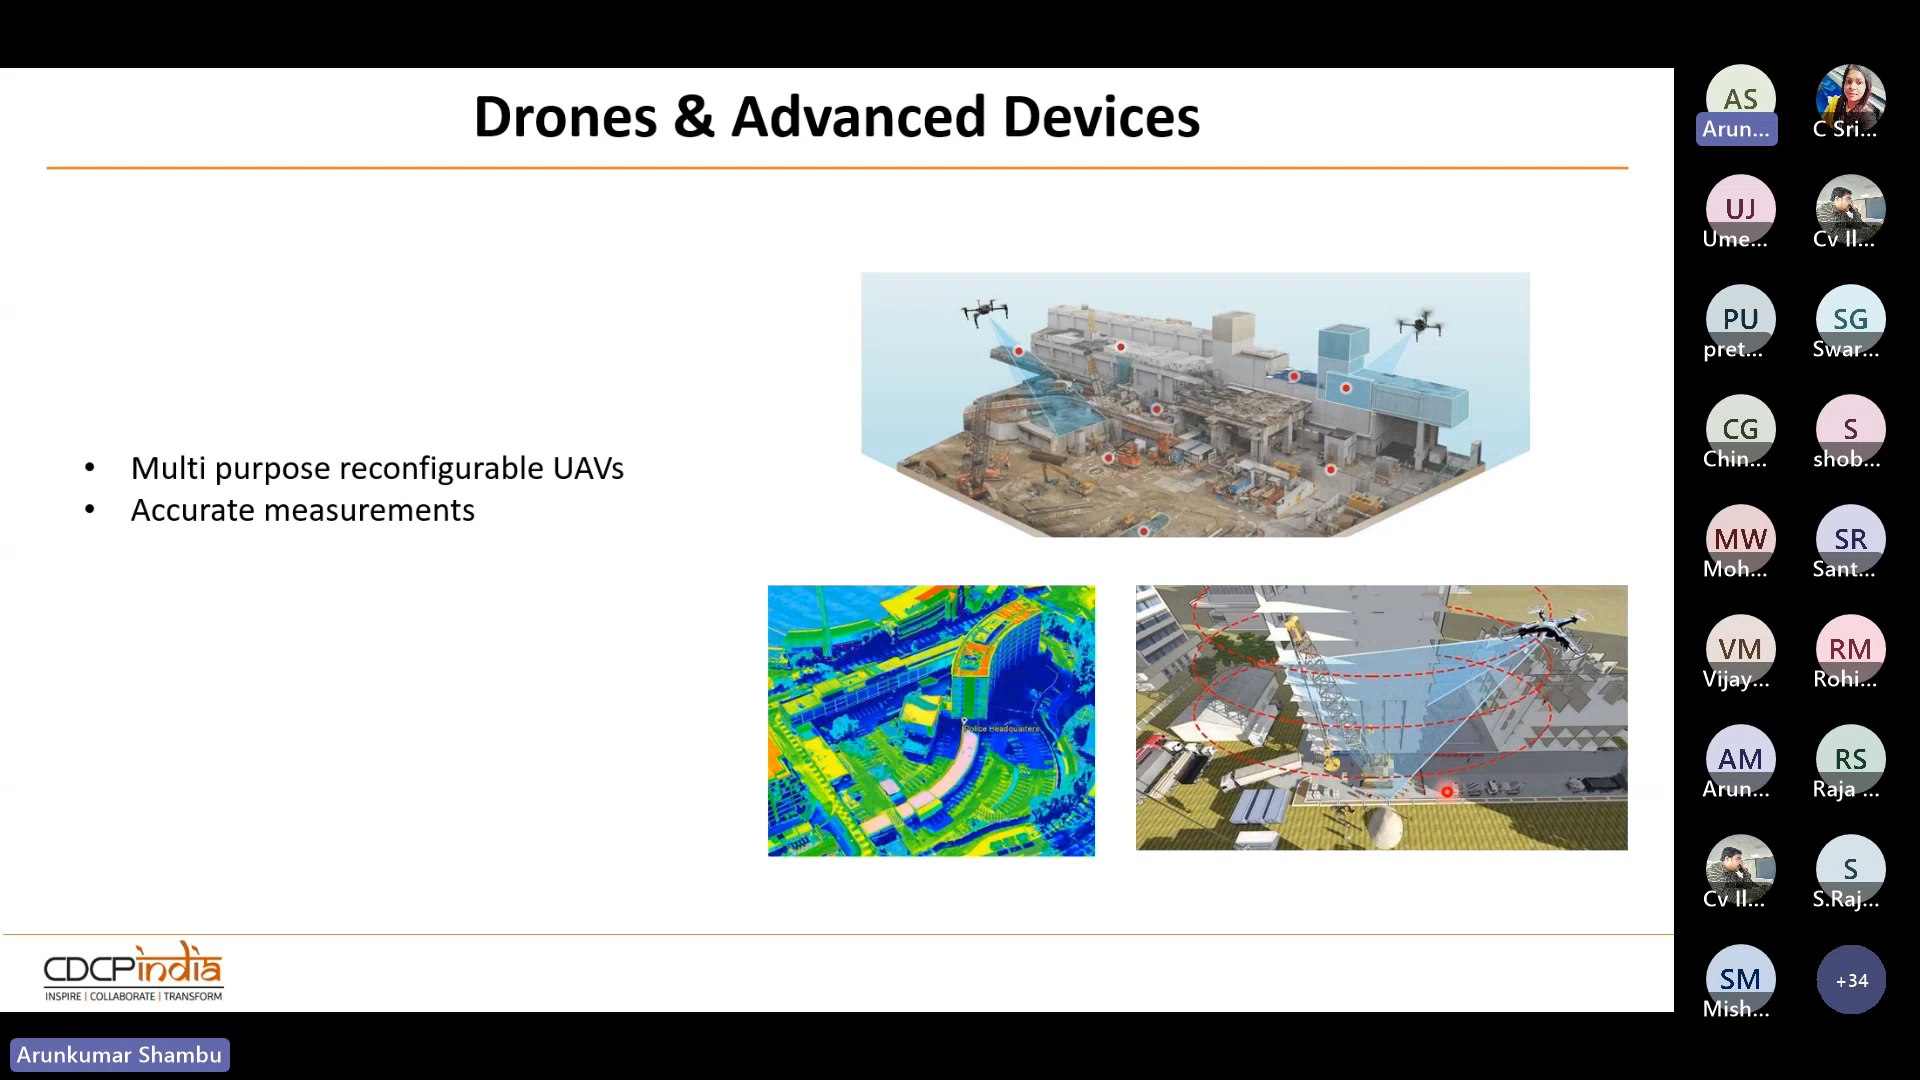 Drones & Advanced Devices
• Multi purpose reconfigurable UAVs
• Accurate measurements
Police Headquarters
CDCPindia
INSPIRE | COLLABORATE | TRANSFORM
Arunkumar Shambu
AS
Arun...
C Sri...
UJ
Ume...
Cv Il...
PU
pret...
SG
Swar...
CG
Chin...
S
shob...
MW
Moh...
SR
Sant...
VM
Vijay...
RM
Rohi...
AM
Arun...
RS
Raja ...
Cv Il...
S
S.Raj...
SM
Mish...
+34